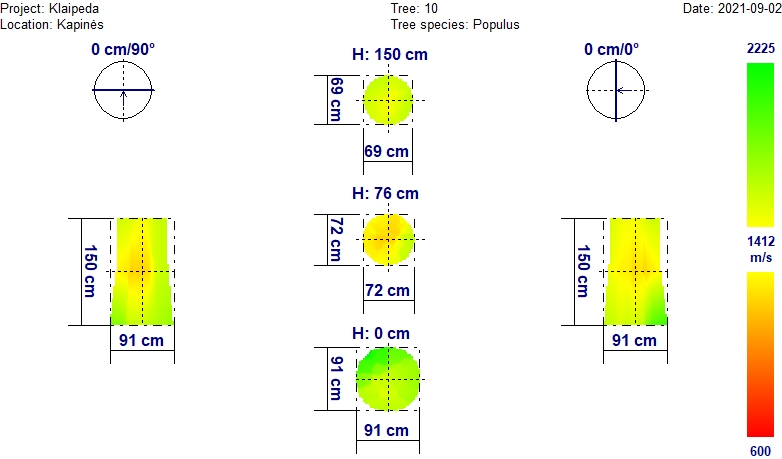 Project: Klaipeda
Tree: 10
Date: 2021-09-02
Location: Kapinės
Tree species: Populus
0 cm/90°
H: 150 cm
0 cm/0°
2225
69 cm
69 cm
H: 76 cm
72 cm
1412
m/s
150 cm
150 cm
72 cm
H: 0 cm
91 cm
91 cm
91 cm
91 cm
600